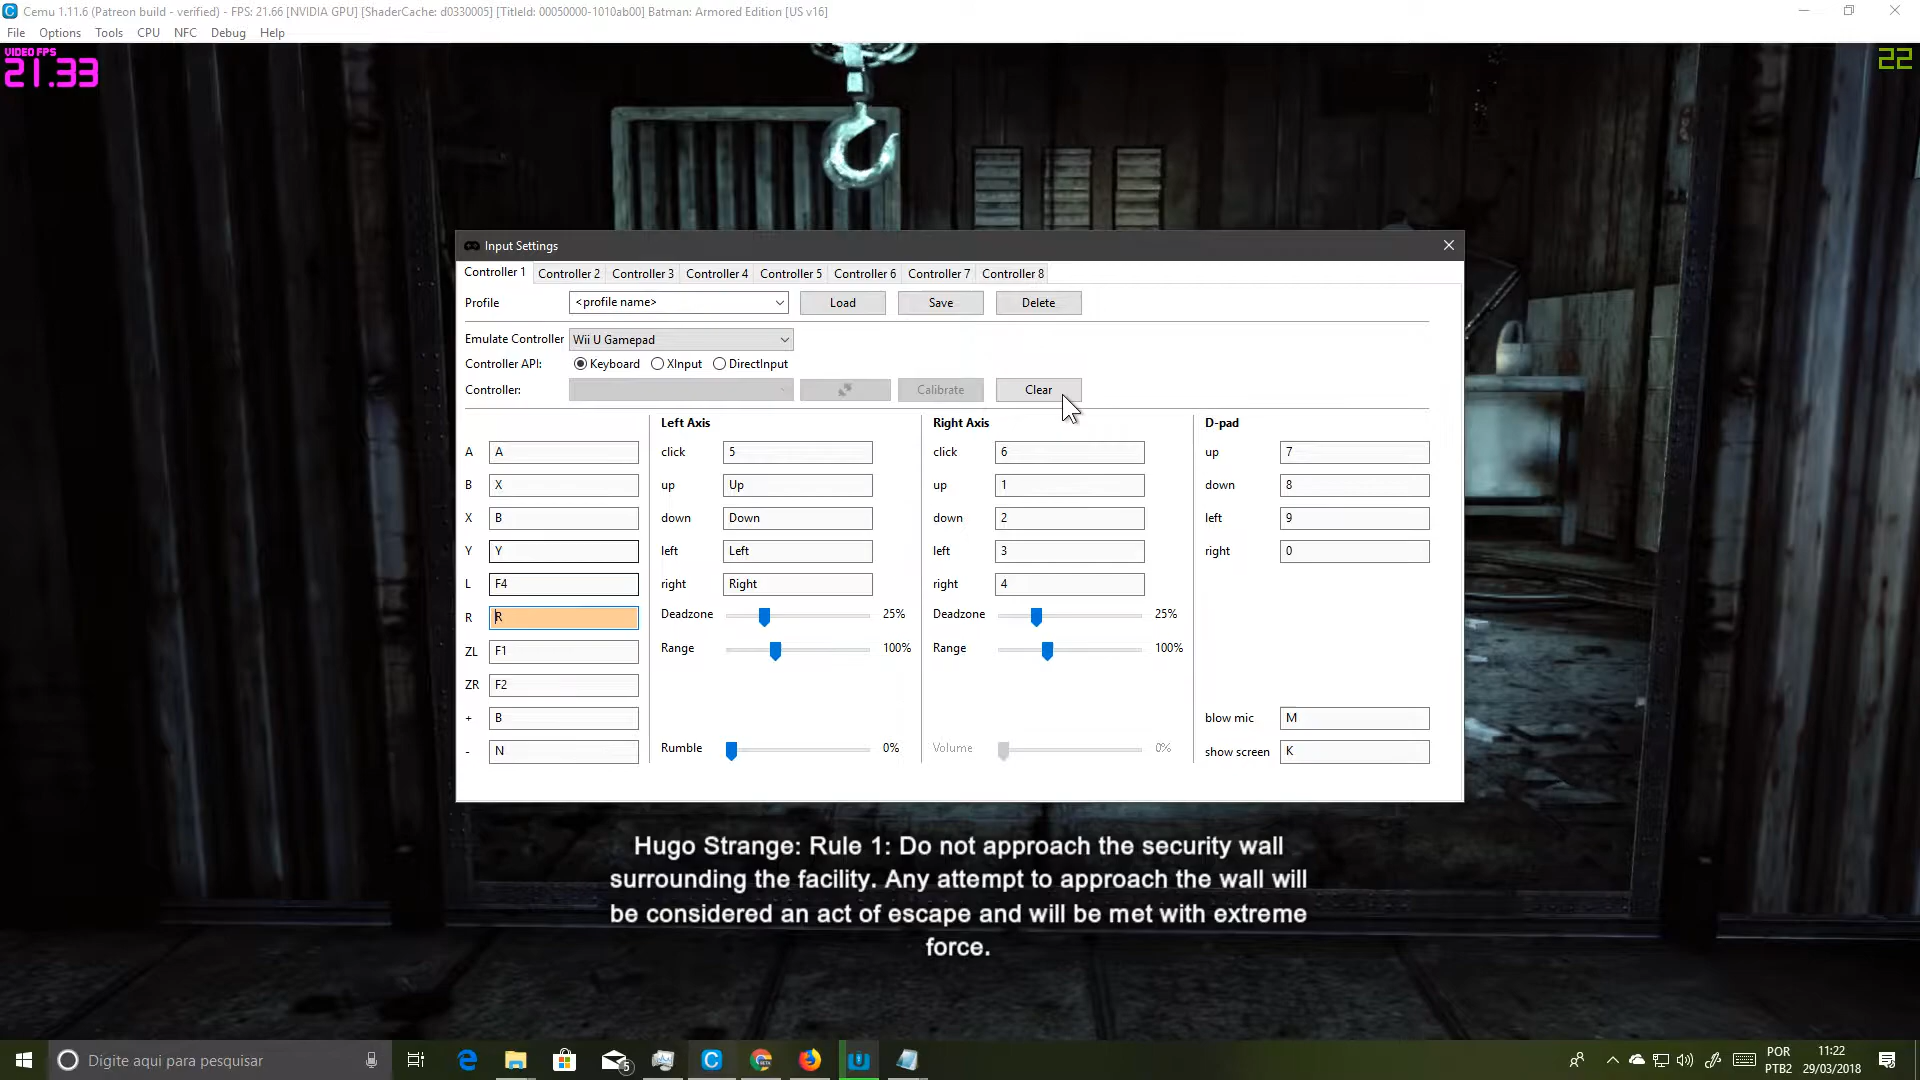 Cemu 1.11.6 (Patreon build - verified) - FPS: 21.66 [NVIDIA GPU] [ShaderCache: d0330005] [TitleId: 00050000-1010ab00] Batman: Armored Edition [US v16]
File Options Tools CPU NFC Debug Help
VIDEO FPS
21.33
22
Input Settings
Controller 1 Controller 2 Controller 3 Controller 4 Controller 5 Controller 6 Controller 7 Controller 8
Profile <profile name> Load Save Delete
Emulate Controller Wii U Gamepad
Controller API: Keyboard XInput DirectInput
Controller: Calibrate Clear
Left Axis Right Axis D-pad
A A click 5 click 6 up 7
B X up Up up 1 down 8
X B down Down down 2 left 9
Y Y left Left left 3 right 0
L F4 right Right right 4
R R Deadzone 25% Deadzone 25%
ZL F1 Range 100% Range 100%
ZR F2
+ B blow mic M
- N Rumble 0% Volume 0% show screen K
Hugo Strange: Rule 1: Do not approach the security wall
surrounding the facility. Any attempt to approach the wall will
be considered an act of escape and will be met with extreme
force.
Digite aqui para pesquisar 5 POR 11:22
PTB2 29/03/2018